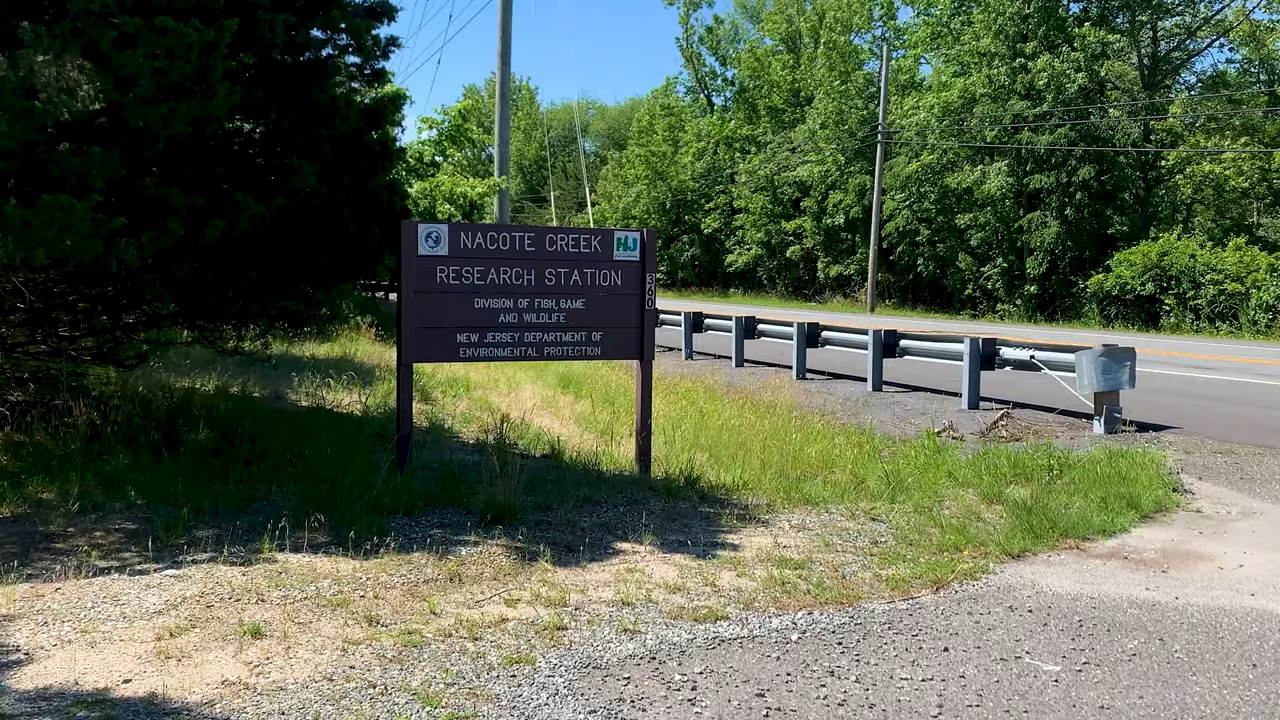 NACOTE CREEK
NJ
RESEARCH STATION
DIVISION OF FISH, GAME
AND WILDLIFE
NEW JERSEY DEPARTMENT OF
ENVIRONMENTAL PROTECTION
360